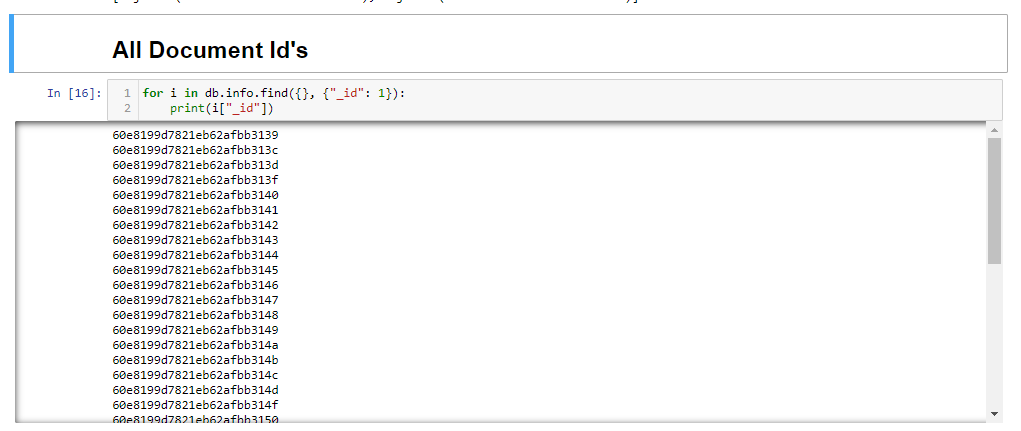 All Document Id's
In [16]:
1 for i in db.info.find({}, {"_id": 1}):
2 print(i["_id"])
60e8199d7821eb62afbb3139
60e8199d7821eb62afbb313c
60e8199d7821eb62afbb313d
60e8199d7821eb62afbb313f
60e8199d7821eb62afbb3140
60e8199d7821eb62afbb3141
60e8199d7821eb62afbb3142
60e8199d7821eb62afbb3143
60e8199d7821eb62afbb3144
60e8199d7821eb62afbb3145
60e8199d7821eb62afbb3146
60e8199d7821eb62afbb3147
60e8199d7821eb62afbb3148
60e8199d7821eb62afbb3149
60e8199d7821eb62afbb314a
60e8199d7821eb62afbb314b
60e8199d7821eb62afbb314c
60e8199d7821eb62afbb314d
60e8199d7821eb62afbb314f
60e8199d7821eb62afbb3150